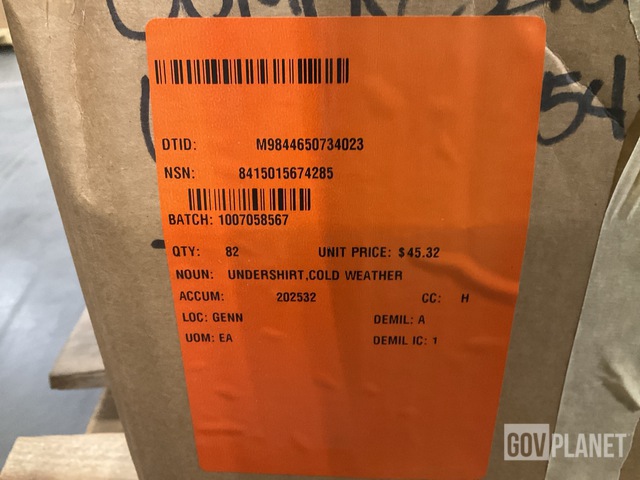 DTID: M9844650734023
NSN: 8415015674285
BATCH: 1007058567
QTY: 82 UNIT PRICE: $45.32
NOUN: UNDERSHIRT,COLD WEATHER
ACCUM: 202532 CC: H
LOC: GENN DEMIL: A
UOM: EA DEMIL IC: 1
54
GOVPLANET